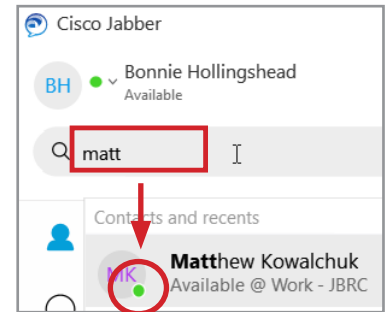 Cisco Jabber
BH
Bonnie Hollingshead
Available
matt
Contacts and recents
MK
Matthew Kowalchuk
Available @ Work - JBRC